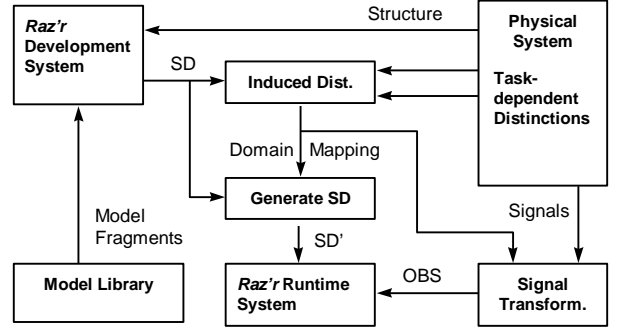 Raz'r
Development
System
Structure
Physical
System
Task-
dependent
Distinctions
SD
Induced Dist.
Domain Mapping
Generate SD
Signals
Model
Fragments
SD'
Model Library
Raz'r Runtime
System
OBS
Signal
Transform.